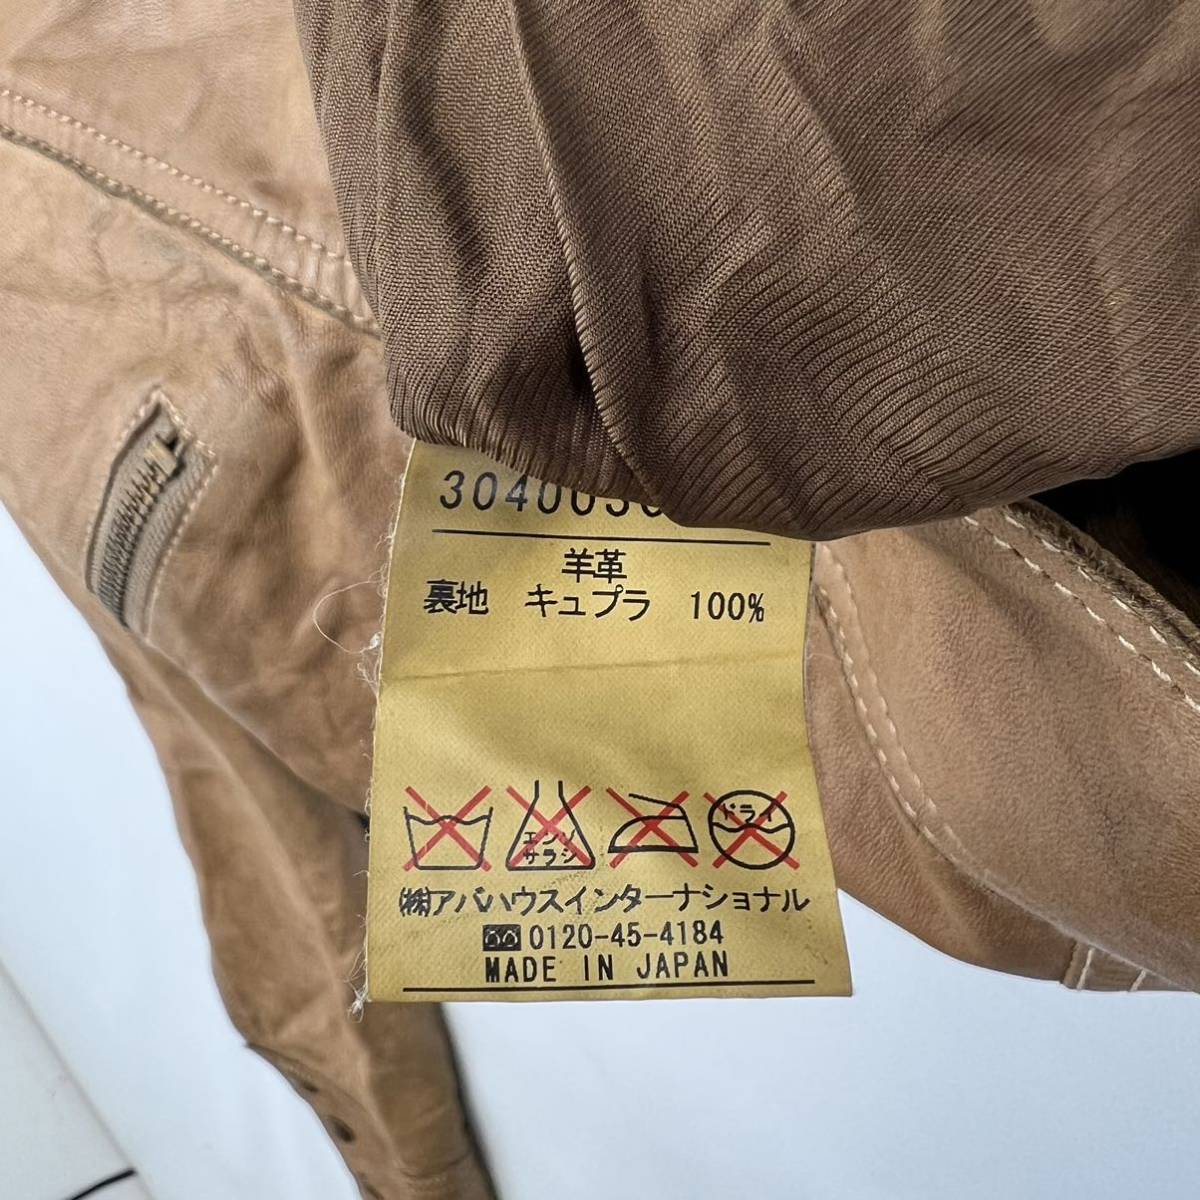 羊革
裏地 キュプラ 100%
エンソ
サラシ
ドライ
㈱アバハウスインターナショナル
0120-45-4184
MADE IN JAPAN